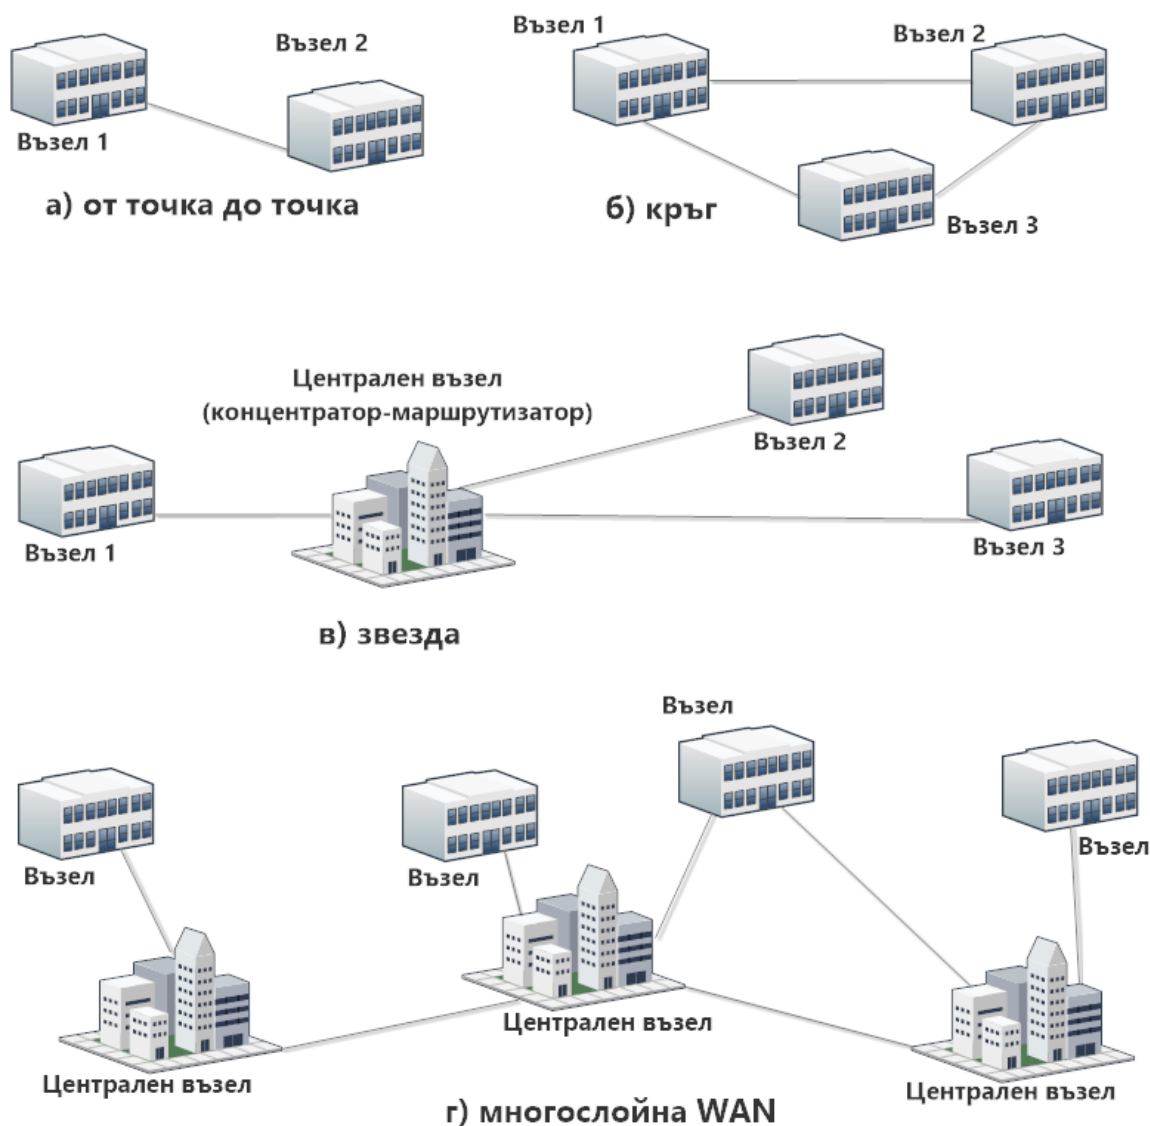 Възел 1
Възел 2
а) от точка до точка
Възел 1
Възел 2
Възел 3
б) кръг
Централен възел
(концентратор-маршрутизатор)
Възел 1
Възел 2
Възел 3
в) звезда
Възел
Възел
Възел
Възел
Централен възел
Централен възел
Централен възел
г) многослойна WAN